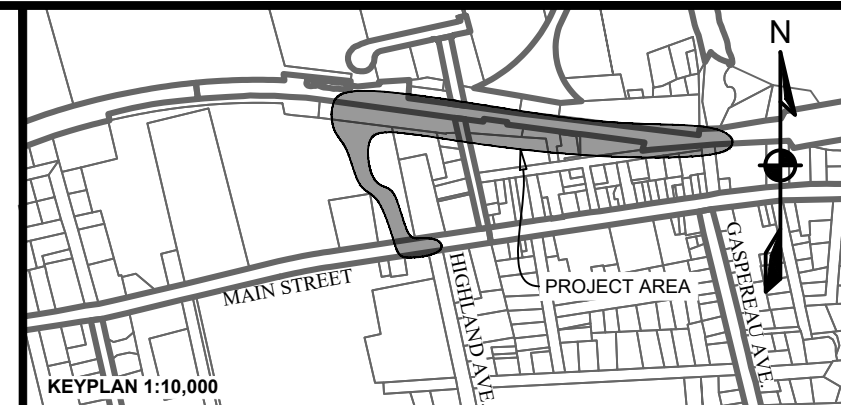 N
MAIN STREET
HIGHLAND AVE.
GASPEREAU AVE.
PROJECT AREA
KEYPLAN 1:10,000